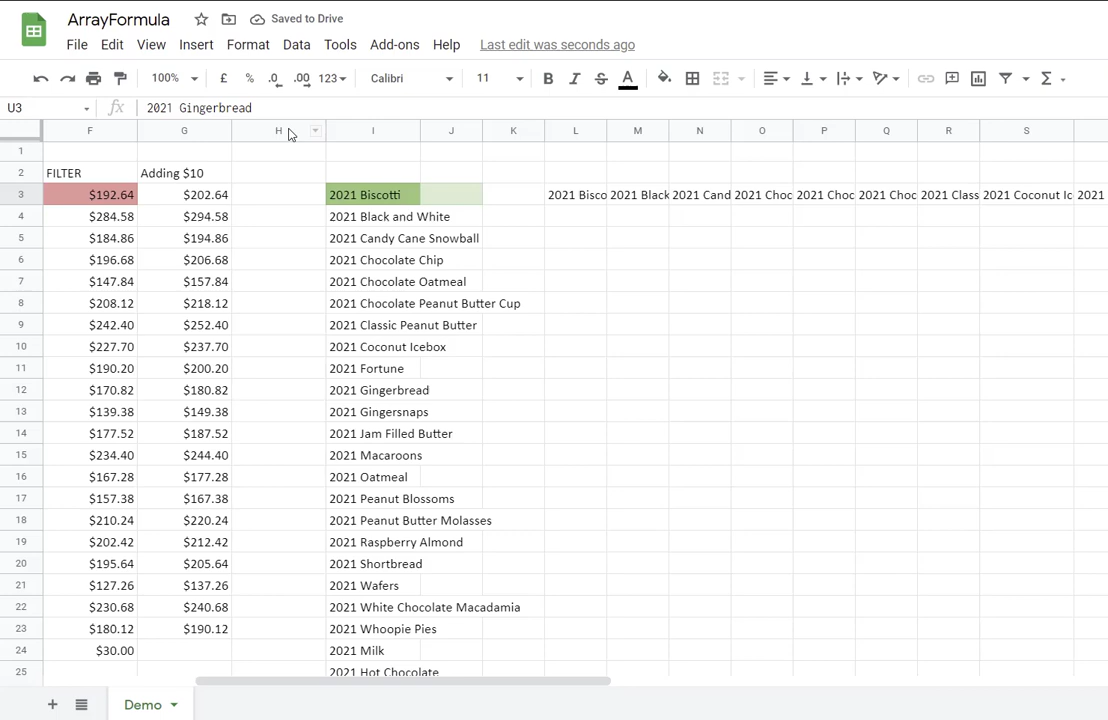 ArrayFormula Saved to Drive
File Edit View Insert Format Data Tools Add-ons Help Last edit was seconds ago
100% £ % .0 .00 123 Calibri 11 B I S A Σ
U3 fx 2021 Gingerbread
F G H I J K L M N O P Q R S
1
2 FILTER Adding $10
3 $192.64 $202.64 2021 Biscotti 2021 Bisco 2021 Black 2021 Cand 2021 Choc 2021 Choc 2021 Choc 2021 Class 2021 Coconut Ic 2021
4 $284.58 $294.58 2021 Black and White
5 $184.86 $194.86 2021 Candy Cane Snowball
6 $196.68 $206.68 2021 Chocolate Chip
7 $147.84 $157.84 2021 Chocolate Oatmeal
8 $208.12 $218.12 2021 Chocolate Peanut Butter Cup
9 $242.40 $252.40 2021 Classic Peanut Butter
10 $227.70 $237.70 2021 Coconut Icebox
11 $190.20 $200.20 2021 Fortune
12 $170.82 $180.82 2021 Gingerbread
13 $139.38 $149.38 2021 Gingersnaps
14 $177.52 $187.52 2021 Jam Filled Butter
15 $234.40 $244.40 2021 Macaroons
16 $167.28 $177.28 2021 Oatmeal
17 $157.38 $167.38 2021 Peanut Blossoms
18 $210.24 $220.24 2021 Peanut Butter Molasses
19 $202.42 $212.42 2021 Raspberry Almond
20 $195.64 $205.64 2021 Shortbread
21 $127.26 $137.26 2021 Wafers
22 $230.68 $240.68 2021 White Chocolate Macadamia
23 $180.12 $190.12 2021 Whoopie Pies
24 $30.00 2021 Milk
25 2021 Hot Chocolate
+ Demo